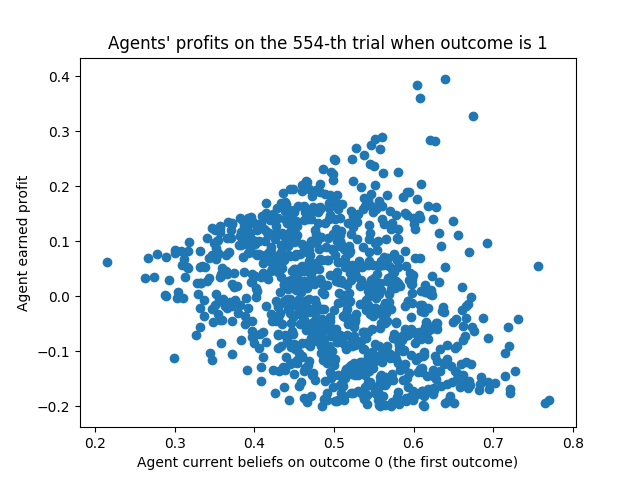 Agents' profits on the 554-th trial when outcome is 1
Agent earned profit
0.4
0.3
0.2
0.1
0.0
−0.1
−0.2
0.2 0.3 0.4 0.5 0.6 0.7 0.8
Agent current beliefs on outcome 0 (the first outcome)